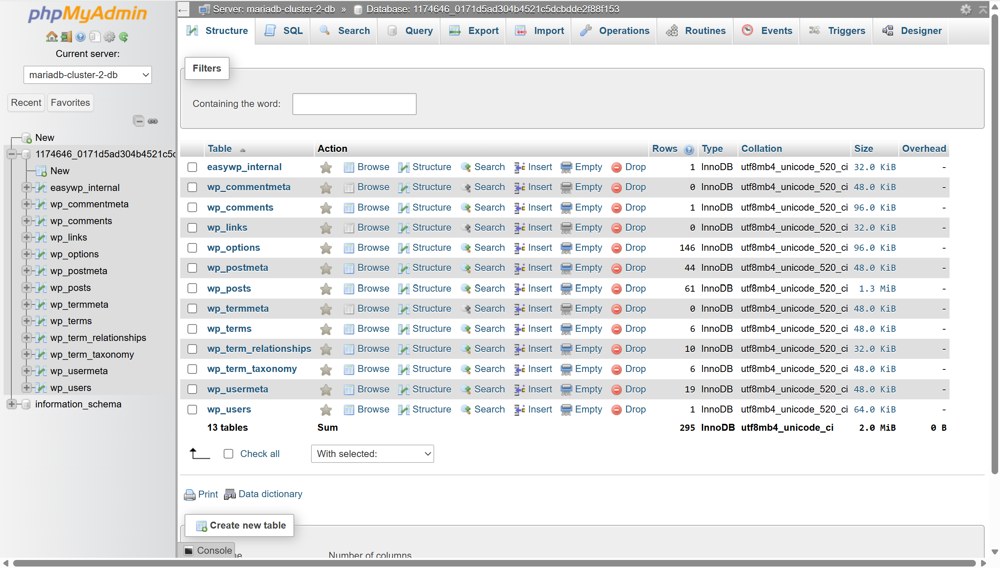 phpMyAdmin
Current server:
mariadb-cluster-2-db
Recent Favorites
New
1174646_0171d5ad304b4521c5c
New
easywp_internal
wp_commentmeta
wp_comments
wp_links
wp_options
wp_postmeta
wp_posts
wp_termmeta
wp_terms
wp_term_relationships
wp_term_taxonomy
wp_usermeta
wp_users
information_schema
Server: mariadb-cluster-2-db » Database: 1174646_0171d5ad304b4521c5dcbdde2f88f153
Structure SQL Search Query Export Import Operations Routines Events Triggers Designer
Filters
Containing the word:
Table Action Rows Type Collation Size Overhead
easywp_internal Browse Structure Search Insert Empty Drop 1 InnoDB utf8mb4_unicode_520_ci 32.0 KiB -
wp_commentmeta Browse Structure Search Insert Empty Drop 0 InnoDB utf8mb4_unicode_520_ci 48.0 KiB -
wp_comments Browse Structure Search Insert Empty Drop 1 InnoDB utf8mb4_unicode_520_ci 96.0 KiB -
wp_links Browse Structure Search Insert Empty Drop 0 InnoDB utf8mb4_unicode_520_ci 32.0 KiB -
wp_options Browse Structure Search Insert Empty Drop 146 InnoDB utf8mb4_unicode_520_ci 96.0 KiB -
wp_postmeta Browse Structure Search Insert Empty Drop 44 InnoDB utf8mb4_unicode_520_ci 48.0 KiB -
wp_posts Browse Structure Search Insert Empty Drop 61 InnoDB utf8mb4_unicode_520_ci 1.3 MiB -
wp_termmeta Browse Structure Search Insert Empty Drop 0 InnoDB utf8mb4_unicode_520_ci 48.0 KiB -
wp_terms Browse Structure Search Insert Empty Drop 6 InnoDB utf8mb4_unicode_520_ci 48.0 KiB -
wp_term_relationships Browse Structure Search Insert Empty Drop 10 InnoDB utf8mb4_unicode_520_ci 32.0 KiB -
wp_term_taxonomy Browse Structure Search Insert Empty Drop 6 InnoDB utf8mb4_unicode_520_ci 48.0 KiB -
wp_usermeta Browse Structure Search Insert Empty Drop 19 InnoDB utf8mb4_unicode_520_ci 48.0 KiB -
wp_users Browse Structure Search Insert Empty Drop 1 InnoDB utf8mb4_unicode_520_ci 64.0 KiB -
13 tables Sum 295 InnoDB utf8mb4_unicode_ci 2.0 MiB 0 B
Check all With selected:
Print Data dictionary
Create new table
Console
Number of columns